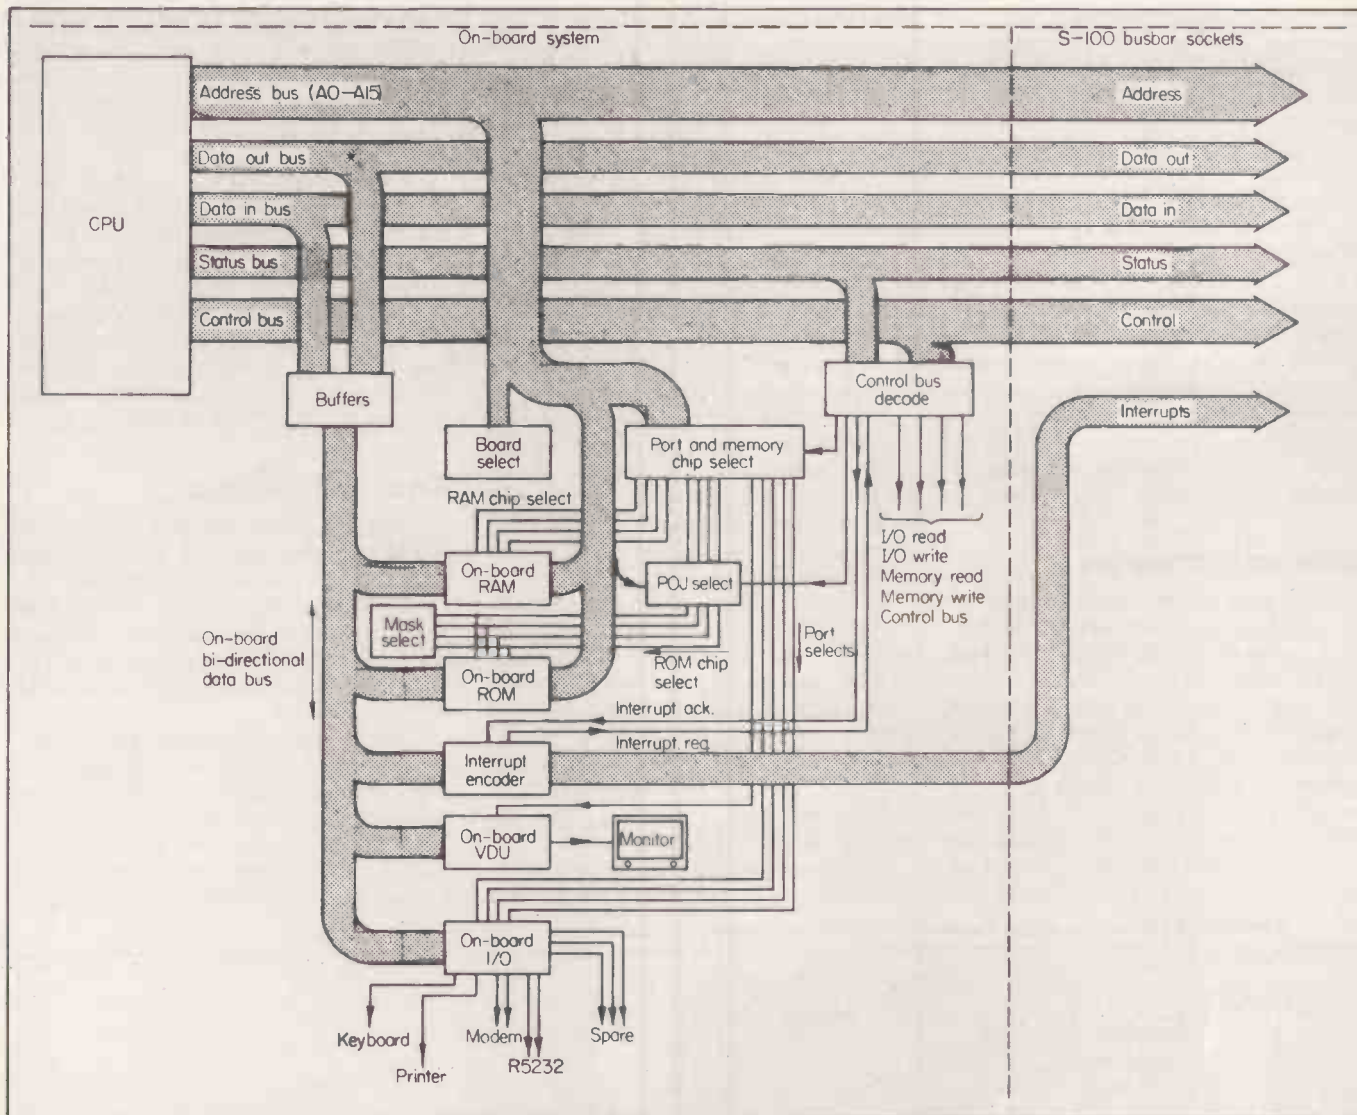 On-board system
S-100 busbar sockets
Address bus (A0-A15)
Address
Data out bus
Data out
Data in bus
Data in
CPU
Status bus
Status
Control bus
Control
Buffers
Control bus
decode
Interrupts
Board
select
Port and memory
chip select
RAM chip select
I/O read
I/O write
Memory read
Memory write
Control bus
On-board
RAM
POJ select
Mask
select
On-board
bi-directional
data bus
Port
selects
ROM chip
select
On-board
ROM
Interrupt ack.
Interrupt req.
Interrupt
encoder
On-board
VDU
Monitor
On-board
I/O
Keyboard
Printer
Modem
R5232
Spare